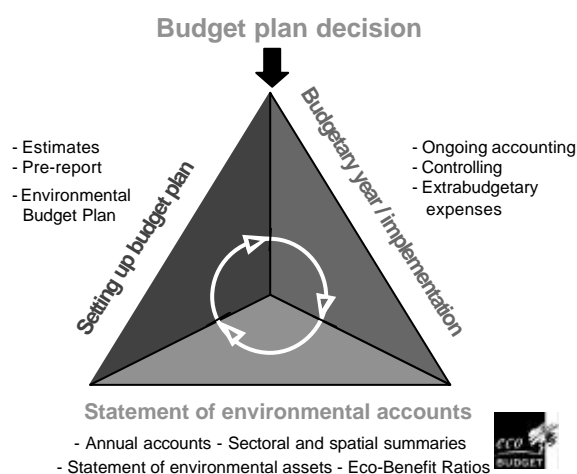 Budget plan decision
- Estimates
- Pre-report
- Environmental
Budget Plan
Setting up budget plan
Budgetary year / implementation
- Ongoing accounting
- Controlling
- Extrabudgetary
expenses
Statement of environmental accounts
- Annual accounts - Sectoral and spatial summaries
- Statement of environmental assets - Eco-Benefit Ratios
eco
BUDGET